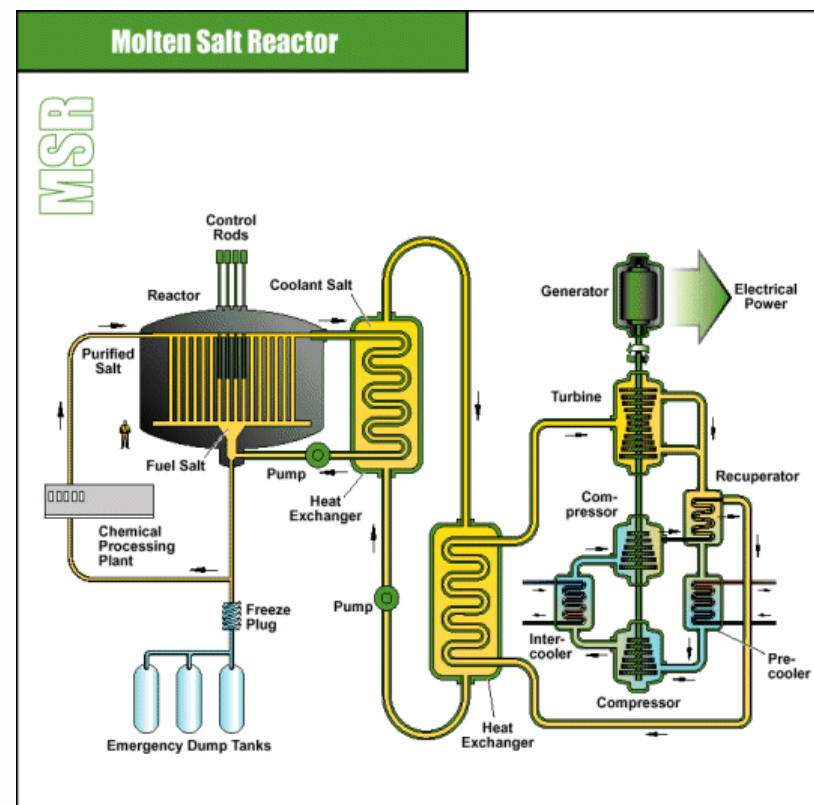 Molten Salt Reactor
MSR
Control
Rods
Reactor
Coolant Salt
Purified
Salt
Fuel Salt
Pump
Heat
Exchanger
Chemical
Processing
Plant
Freeze
Plug
Emergency Dump Tanks
Pump
Heat
Exchanger
Generator
Electrical
Power
Turbine
Recuperator
Com-
pressor
Inter-
cooler
Pre-
cooler
Compressor